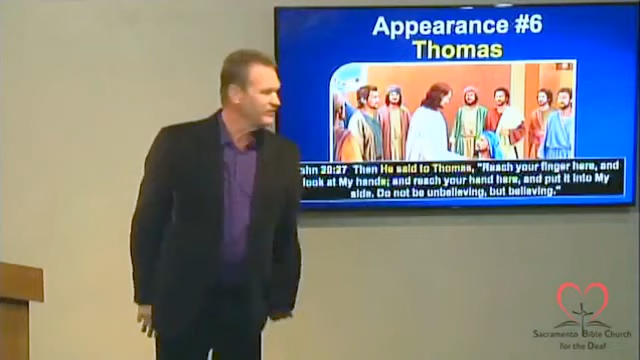 Appearance #6
Thomas
ohn 20:27 Then He said to Thomas, "Reach your finger here, and
look at My hands; and reach your hand here, and put it into My
side. Do not be unbelieving, but believing."
Sacramento Bible Church
for the Deaf